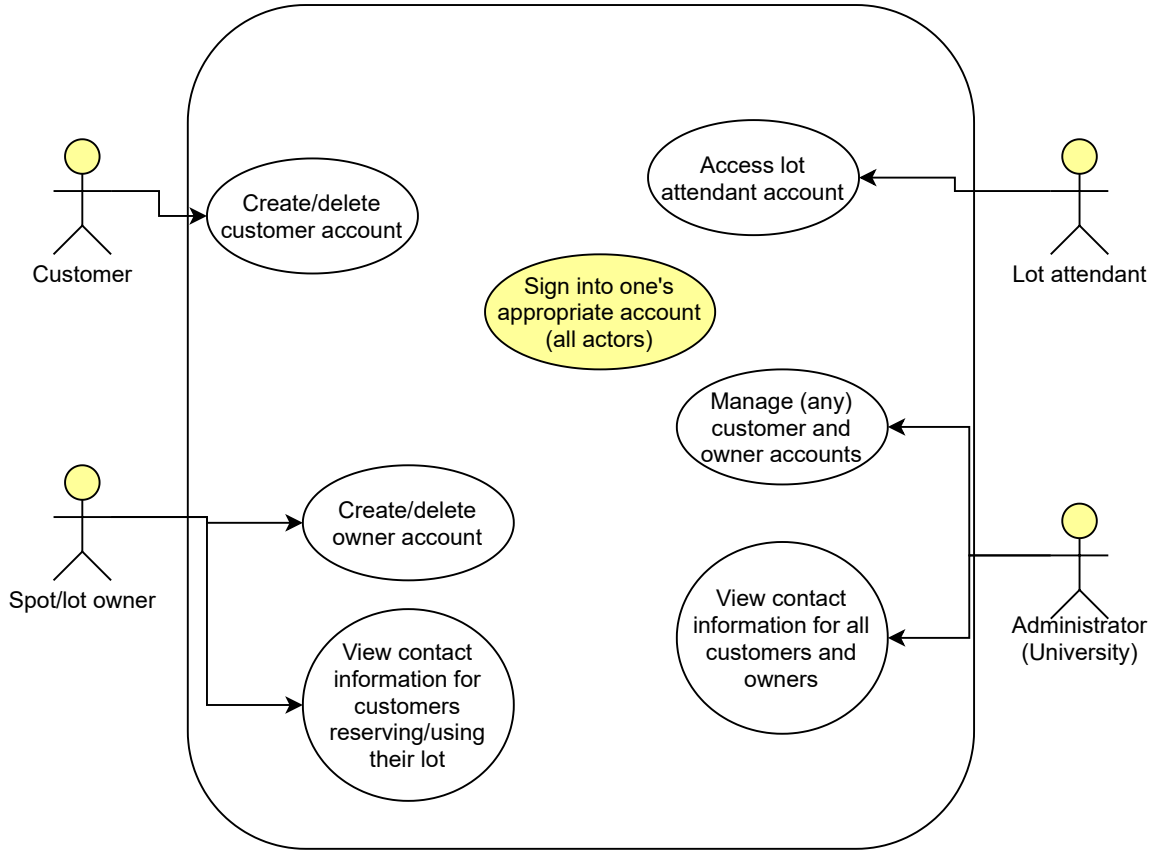 Customer
Create/delete
customer account
Access lot
attendant account
Lot attendant
Sign into one's
appropriate account
(all actors)
Manage (any)
customer and
owner accounts
Spot/lot owner
Create/delete
owner account
View contact
information for
customers
reserving/using
their lot
View contact
information for all
customers and
owners
Administrator
(University)